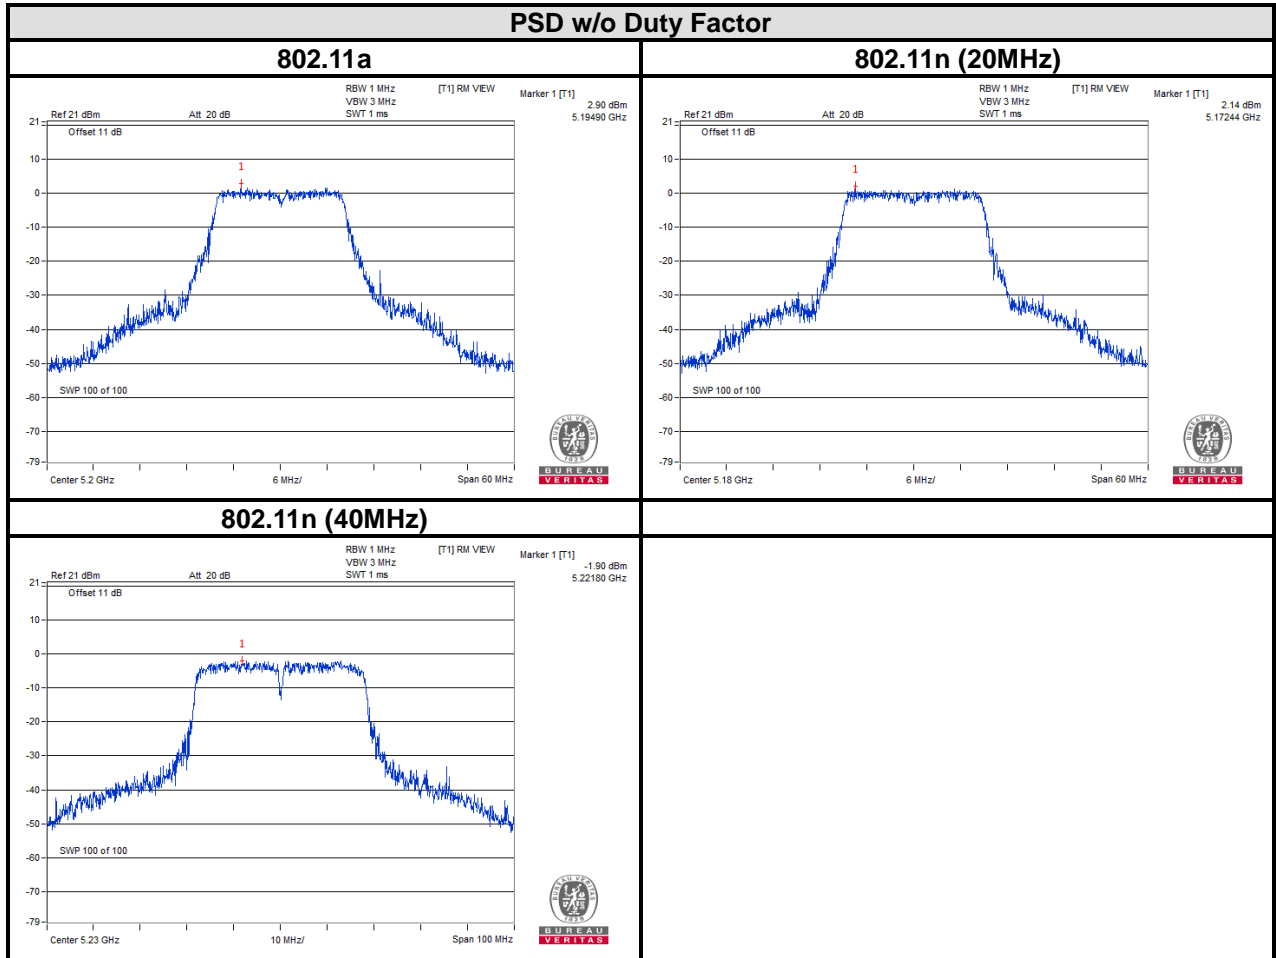 PSD w/o Duty Factor
802.11a
802.11n (20MHz)
RBW 1 MHz
[T1] RM VIEW
Marker 1 [T1]
VBW 3 MHz
2.90 dBm
Ref 21 dBm
Att 20 dB
SWT 1 ms
5.19490 GHz
21
Offset 11 dB
10
1
0
-10
-20
-30
-40
-50
SWP 100 of 100
-60
-70
-79
Center 5.2 GHz
6 MHz/
Span 60 MHz
BUREAU VERITAS
1828
BUREAU
VERITAS
RBW 1 MHz
[T1] RM VIEW
Marker 1 [T1]
VBW 3 MHz
2.14 dBm
Ref 21 dBm
Att 20 dB
SWT 1 ms
5.17244 GHz
21
Offset 11 dB
10
1
0
-10
-20
-30
-40
-50
SWP 100 of 100
-60
-70
-79
Center 5.18 GHz
6 MHz/
Span 60 MHz
BUREAU VERITAS
1828
BUREAU
VERITAS
802.11n (40MHz)
RBW 1 MHz
[T1] RM VIEW
Marker 1 [T1]
VBW 3 MHz
-1.90 dBm
Ref 21 dBm
Att 20 dB
SWT 1 ms
5.22180 GHz
21
Offset 11 dB
10
1
0
-10
-20
-30
-40
-50
SWP 100 of 100
-60
-70
-79
Center 5.23 GHz
10 MHz/
Span 100 MHz
BUREAU VERITAS
1828
BUREAU
VERITAS